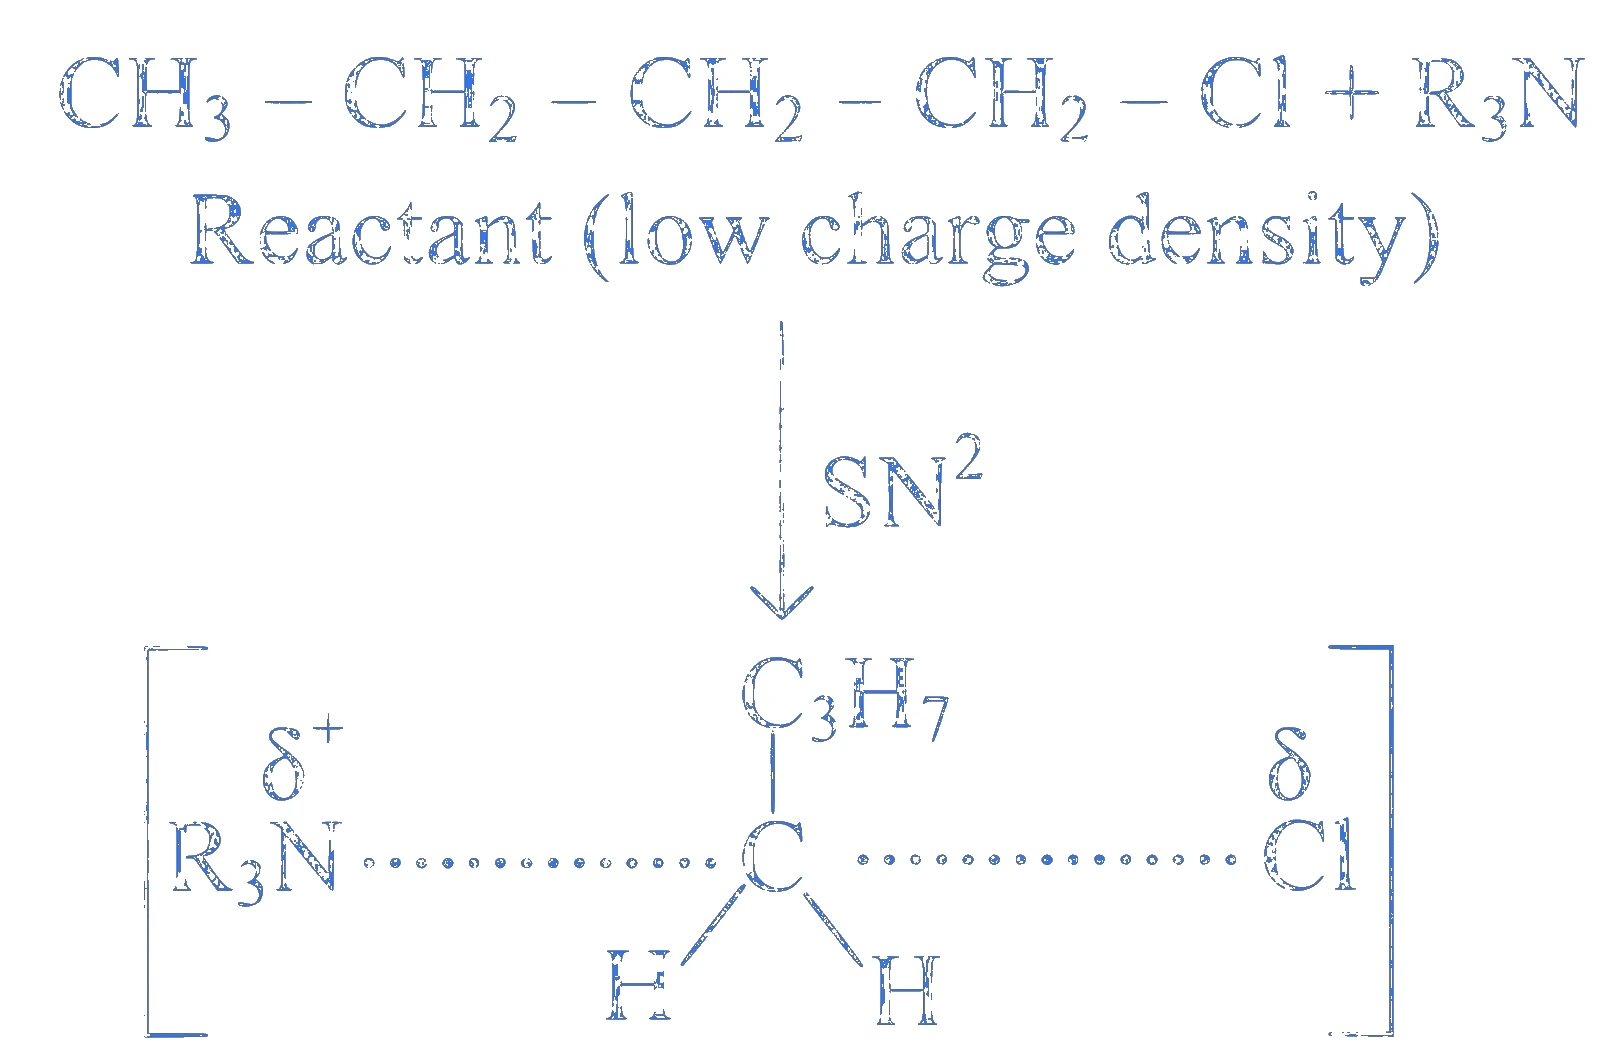 CH₃ – CH₂ – CH₂ – CH₂ – Cl + R₃N
Reactant (low charge density)
SN²
C₃H₇
δ⁺ δ
R₃N C Cl
H H